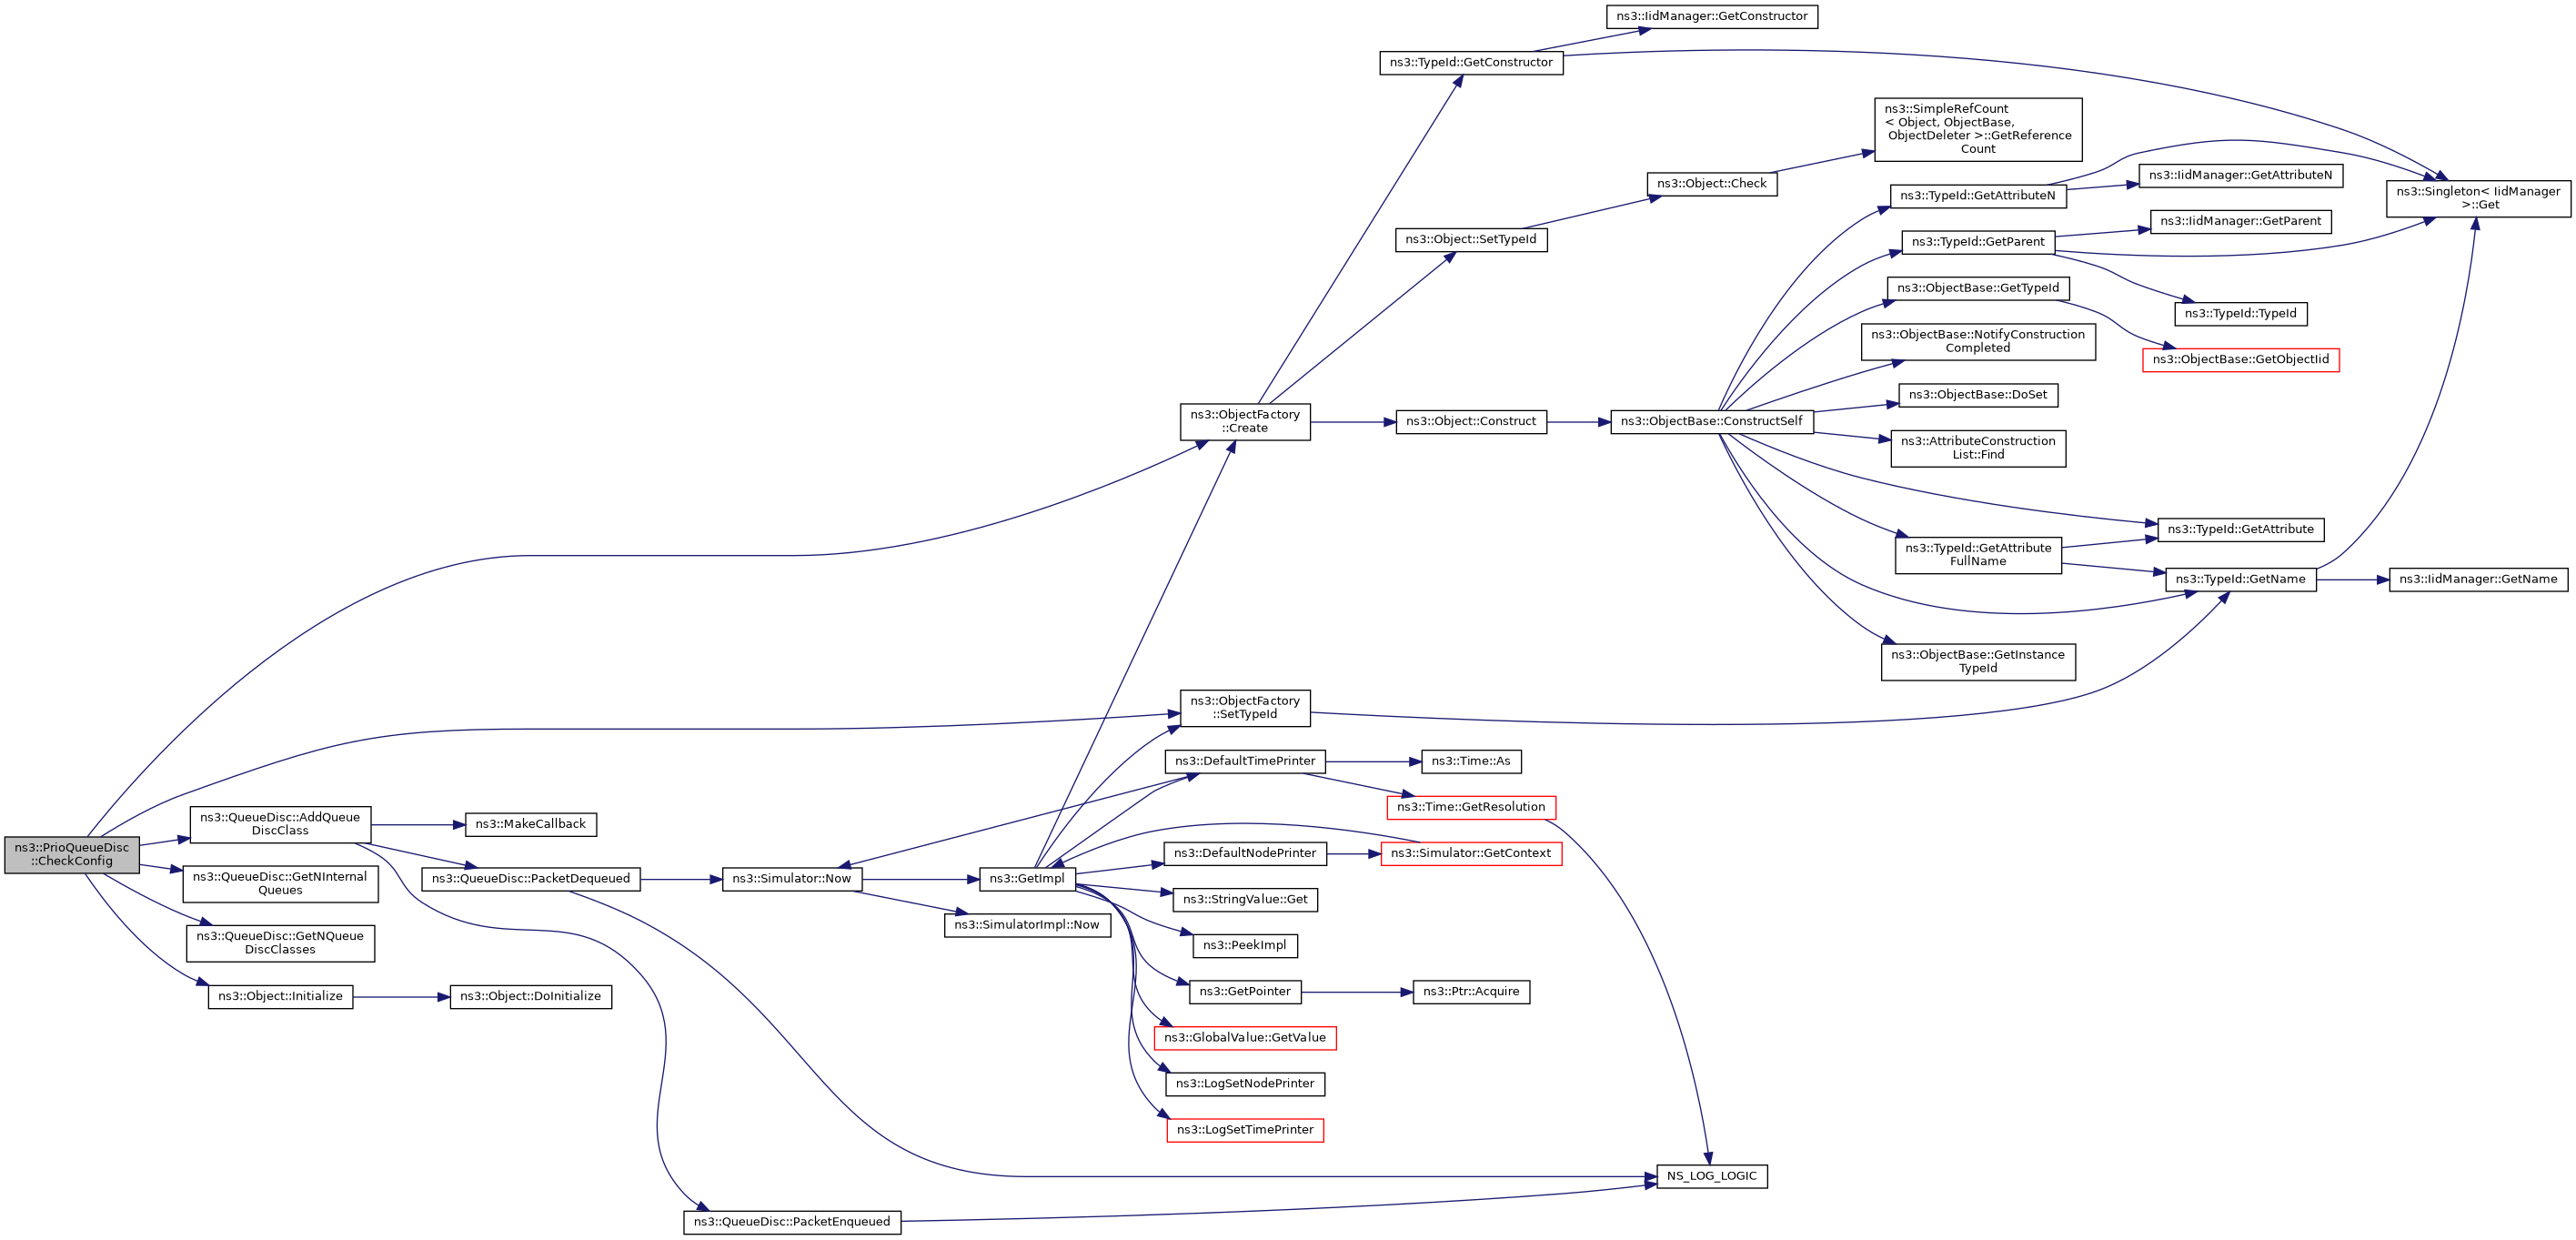 ns3::PrioQueueDisc
::CheckConfig
ns3::QueueDisc::AddQueue
DiscClass
ns3::QueueDisc::GetNInternal
Queues
ns3::QueueDisc::GetNQueue
DiscClasses
ns3::Object::Initialize
ns3::MakeCallback
ns3::QueueDisc::PacketDequeued
ns3::Object::DoInitialize
ns3::QueueDisc::PacketEnqueued
ns3::Simulator::Now
ns3::SimulatorImpl::Now
ns3::GetImpl
ns3::ObjectFactory
::Create
ns3::ObjectFactory
::SetTypeId
ns3::DefaultTimePrinter
ns3::DefaultNodePrinter
ns3::StringValue::Get
ns3::PeekImpl
ns3::GetPointer
ns3::GlobalValue::GetValue
ns3::LogSetNodePrinter
ns3::LogSetTimePrinter
ns3::TypeId::GetConstructor
ns3::Object::SetTypeId
ns3::Object::Construct
ns3::Time::As
ns3::Time::GetResolution
ns3::Simulator::GetContext
ns3::Ptr::Acquire
NS_LOG_LOGIC
ns3::IidManager::GetConstructor
ns3::Object::Check
ns3::ObjectBase::ConstructSelf
ns3::SimpleRefCount
< Object, ObjectBase,
ObjectDeleter >::GetReference
Count
ns3::TypeId::GetAttributeN
ns3::TypeId::GetParent
ns3::ObjectBase::GetTypeId
ns3::ObjectBase::NotifyConstruction
Completed
ns3::ObjectBase::DoSet
ns3::AttributeConstruction
List::Find
ns3::TypeId::GetAttribute
FullName
ns3::ObjectBase::GetInstance
TypeId
ns3::IidManager::GetAttributeN
ns3::IidManager::GetParent
ns3::TypeId::TypeId
ns3::ObjectBase::GetObjectIid
ns3::TypeId::GetAttribute
ns3::TypeId::GetName
ns3::Singleton< IidManager
>::Get
ns3::IidManager::GetName